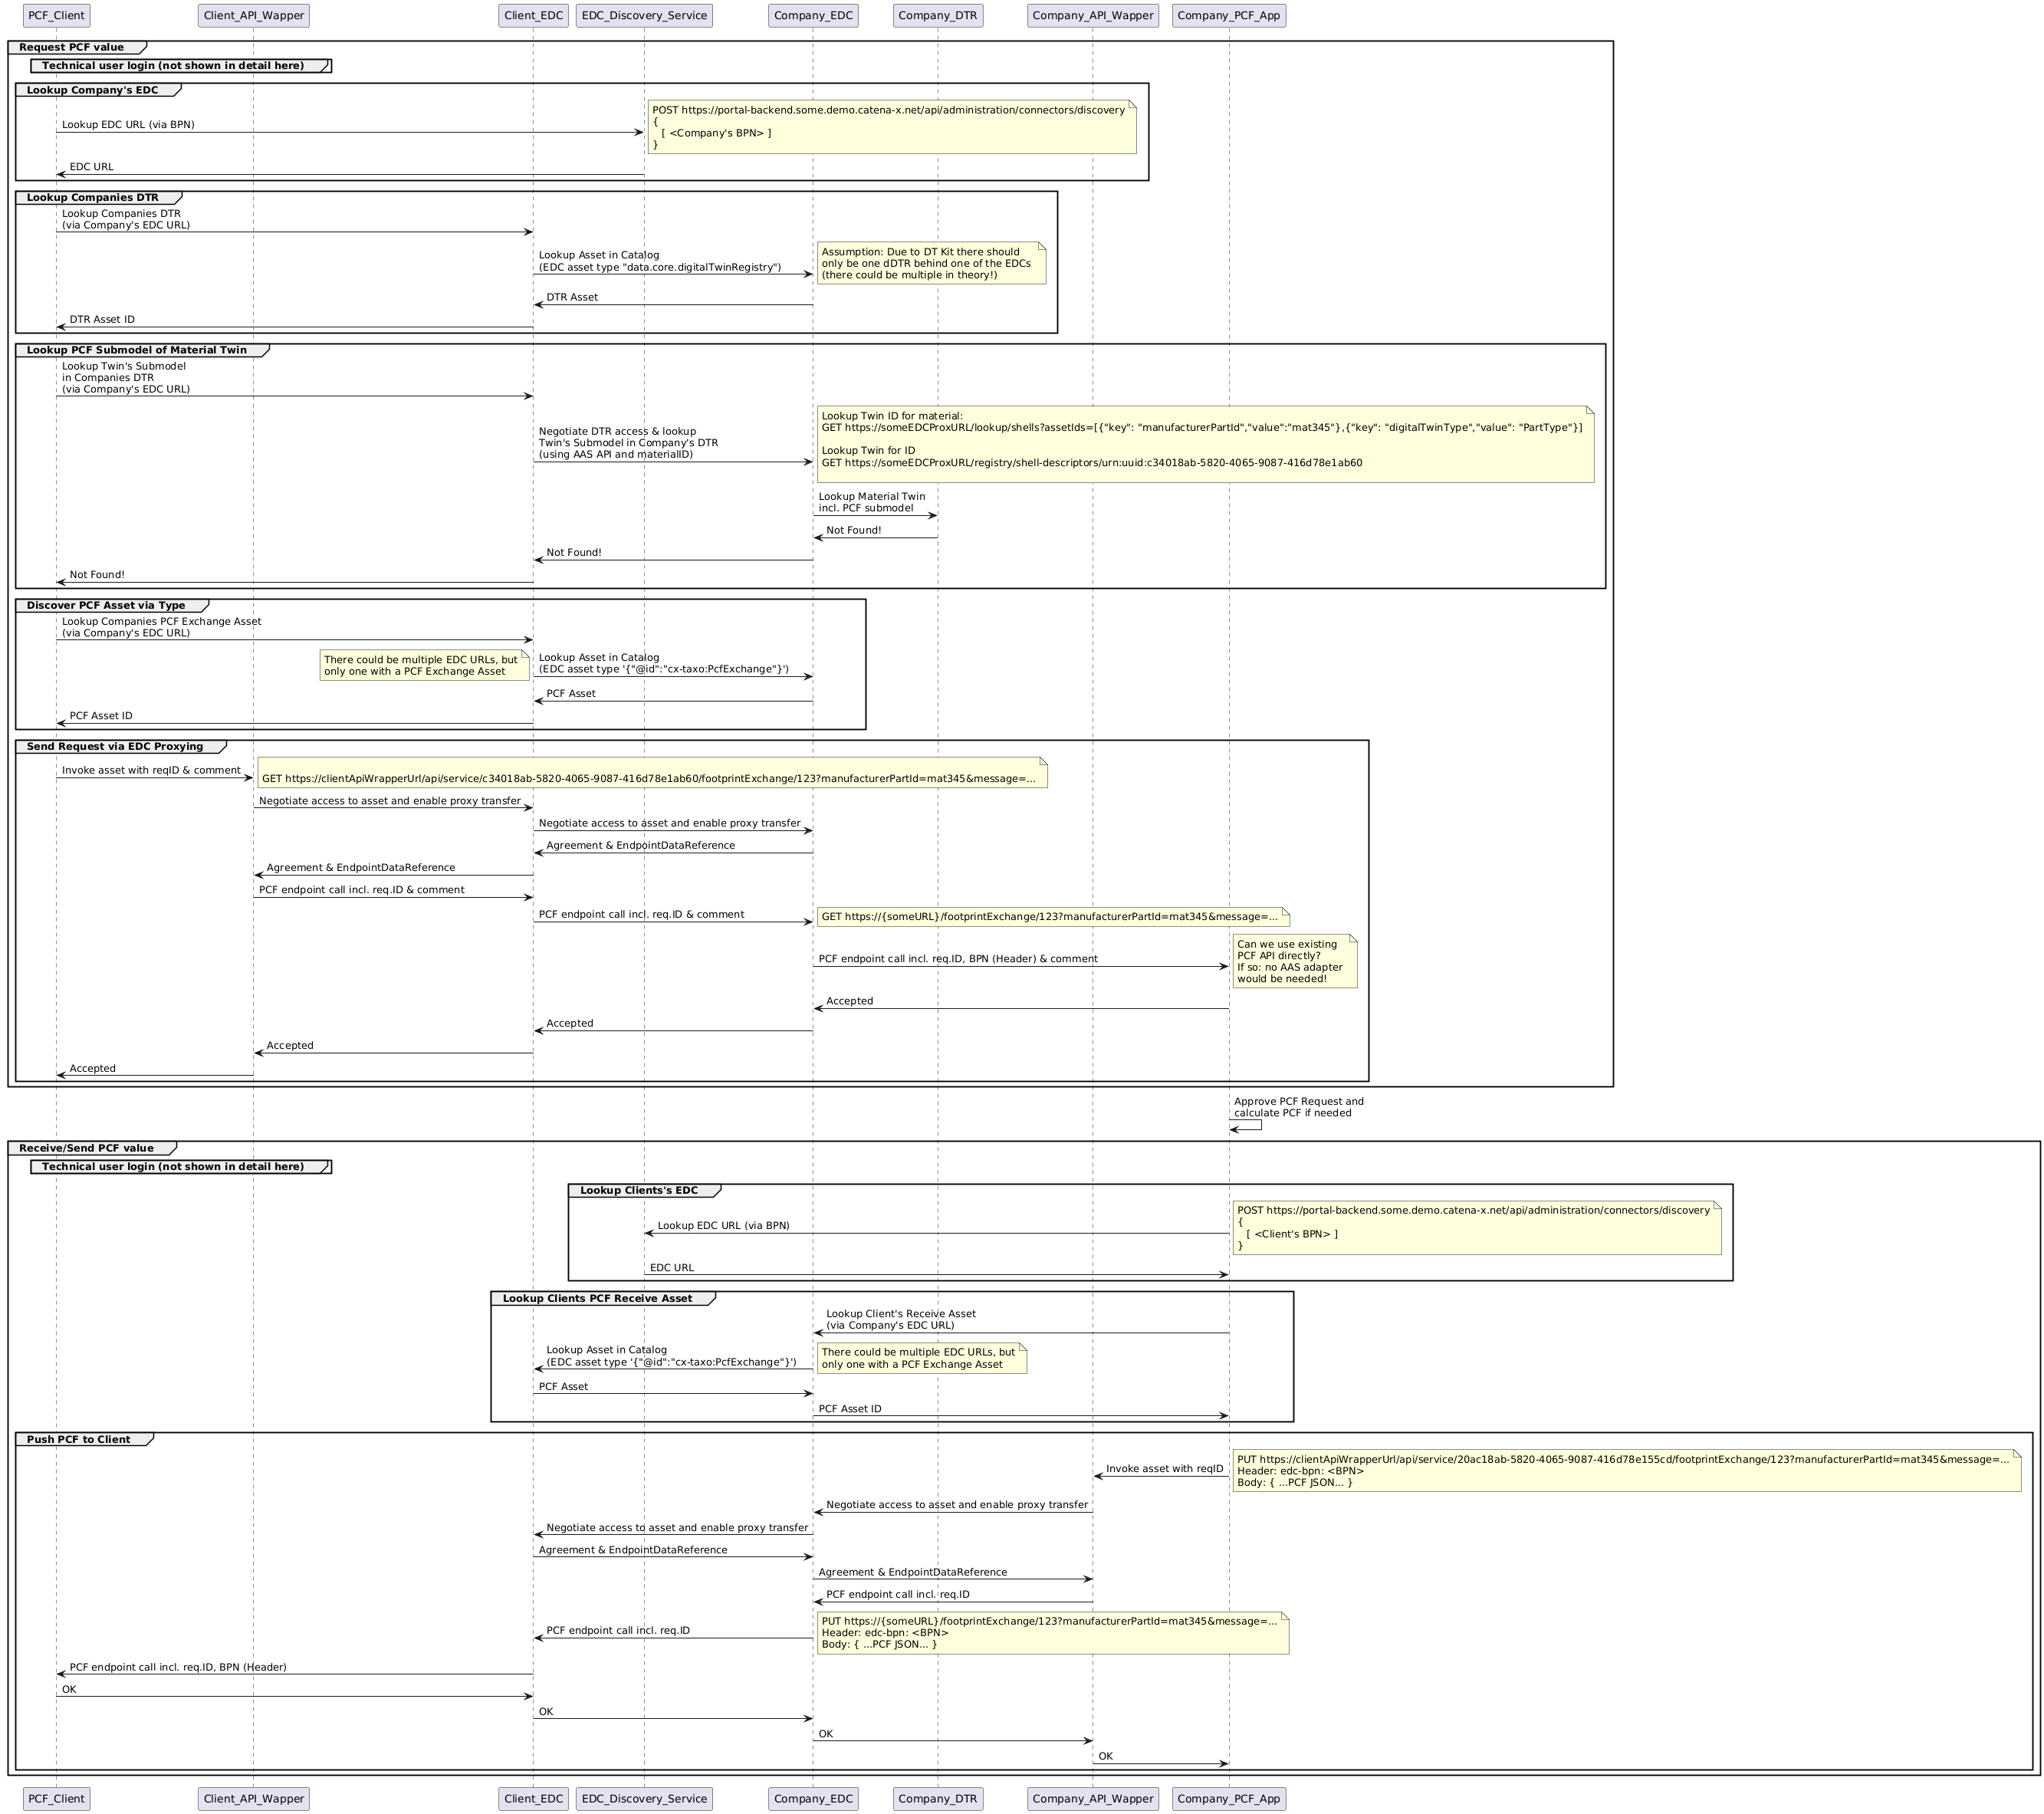 PCF_Client
Client_API_Wapper
Client_EDC
EDC_Discovery_Service
Company_EDC
Company_DTR
Company_API_Wapper
Company_PCF_App
Request PCF value
Technical user login (not shown in detail here)
Lookup Company's EDC
Lookup EDC URL (via BPN)
POST https://portal-backend.some.demo.catena-x.net/api/administration/connectors/discovery
{
[ <Company's BPN> ]
}
EDC URL
Lookup Companies DTR
Lookup Companies DTR
(via Company's EDC URL)
Lookup Asset in Catalog
(EDC asset type "data.core.digitalTwinRegistry")
Assumption: Due to DT Kit there should
only be one dDTR behind one of the EDCs
(there could be multiple in theory!)
DTR Asset
DTR Asset ID
Lookup PCF Submodel of Material Twin
Lookup Twin's Submodel
in Companies DTR
(via Company's EDC URL)
Negotiate DTR access & lookup
Twin's Submodel in Company's DTR
(using AAS API and materialID)
Lookup Twin ID for material:
GET https://someEDCProxURL/lookup/shells?assetIds=[{"key": "manufacturerPartId","value":"mat345"},{"key": "digitalTwinType","value": "PartType"}]
Lookup Twin for ID
GET https://someEDCProxURL/registry/shell-descriptors/urn:uuid:c34018ab-5820-4065-9087-416d78e1ab60
Lookup Material Twin
incl. PCF submodel
Not Found!
Not Found!
Not Found!
Discover PCF Asset via Type
Lookup Companies PCF Exchange Asset
(via Company's EDC URL)
There could be multiple EDC URLs, but
only one with a PCF Exchange Asset
Lookup Asset in Catalog
(EDC asset type '{"@id":"cx-taxo:PcfExchange"}')
PCF Asset
PCF Asset ID
Send Request via EDC Proxying
Invoke asset with reqID & comment
GET https://clientApiWrapperUrl/api/service/c34018ab-5820-4065-9087-416d78e1ab60/footprintExchange/123?manufacturerPartId=mat345&message=...
Negotiate access to asset and enable proxy transfer
Negotiate access to asset and enable proxy transfer
Agreement & EndpointDataReference
Agreement & EndpointDataReference
PCF endpoint call incl. req.ID & comment
PCF endpoint call incl. req.ID & comment
GET https://{someURL}/footprintExchange/123?manufacturerPartId=mat345&message=...
PCF endpoint call incl. req.ID, BPN (Header) & comment
Can we use existing
PCF API directly?
If so: no AAS adapter
would be needed!
Accepted
Accepted
Accepted
Accepted
Approve PCF Request and
calculate PCF if needed
Receive/Send PCF value
Technical user login (not shown in detail here)
Lookup Clients's EDC
Lookup EDC URL (via BPN)
POST https://portal-backend.some.demo.catena-x.net/api/administration/connectors/discovery
{
[ <Client's BPN> ]
}
EDC URL
Lookup Clients PCF Receive Asset
Lookup Client's Receive Asset
(via Company's EDC URL)
Lookup Asset in Catalog
(EDC asset type '{"@id":"cx-taxo:PcfExchange"}')
There could be multiple EDC URLs, but
only one with a PCF Exchange Asset
PCF Asset
PCF Asset ID
Push PCF to Client
Invoke asset with reqID
PUT https://clientApiWrapperUrl/api/service/20ac18ab-5820-4065-9087-416d78e155cd/footprintExchange/123?manufacturerPartId=mat345&message=...
Header: edc-bpn: <BPN>
Body: { ...PCF JSON... }
Negotiate access to asset and enable proxy transfer
Negotiate access to asset and enable proxy transfer
Agreement & EndpointDataReference
Agreement & EndpointDataReference
PCF endpoint call incl. req.ID
PCF endpoint call incl. req.ID
PUT https://{someURL}/footprintExchange/123?manufacturerPartId=mat345&message=...
Header: edc-bpn: <BPN>
Body: { ...PCF JSON... }
PCF endpoint call incl. req.ID, BPN (Header)
OK
OK
OK
OK
PCF_Client
Client_API_Wapper
Client_EDC
EDC_Discovery_Service
Company_EDC
Company_DTR
Company_API_Wapper
Company_PCF_App